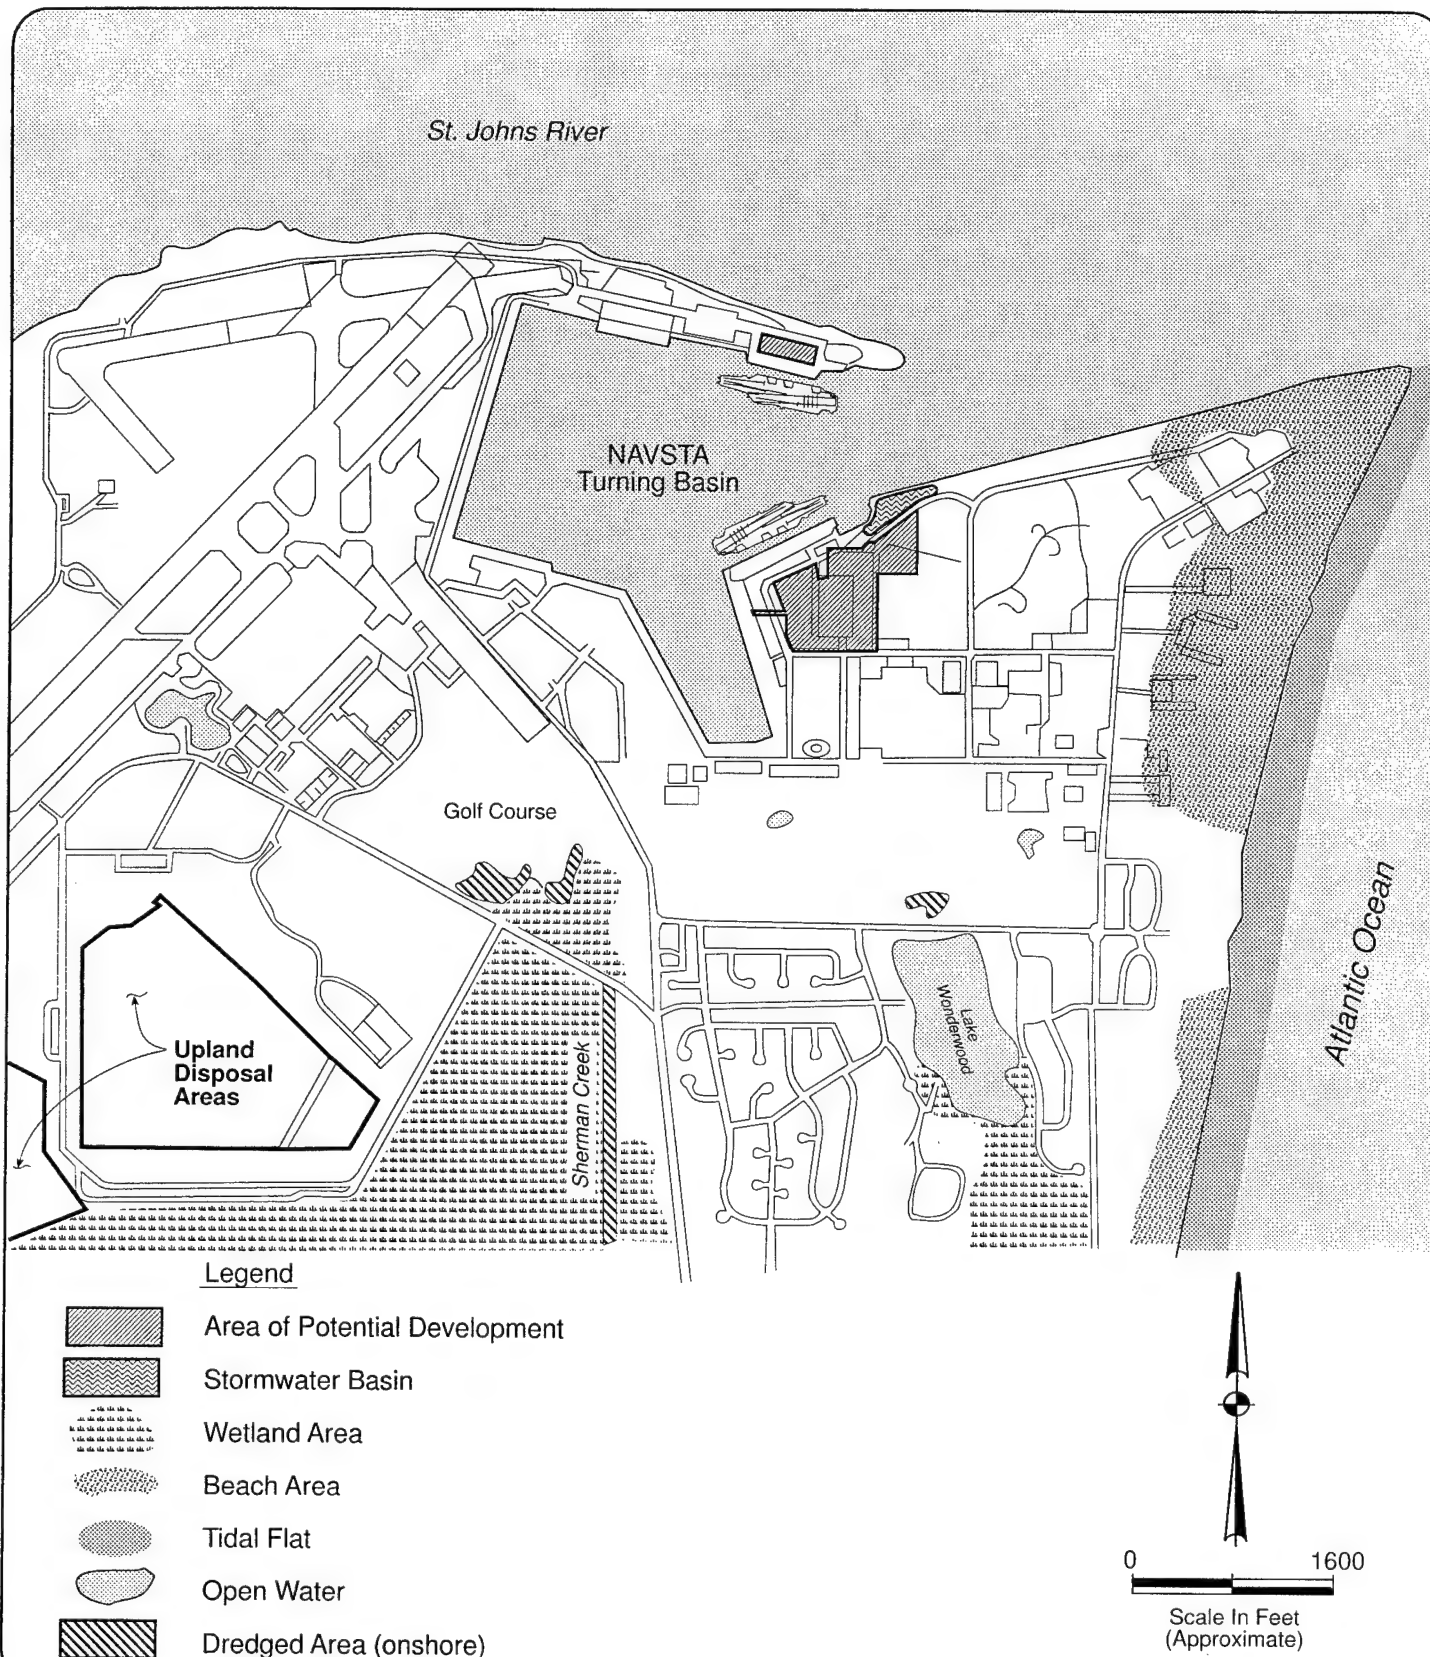 St. Johns River
NAVSTA
Turning Basin
Golf Course
Atlantic Ocean
Lake
Wonderwood
Upland
Disposal
Areas
Sherman Creek
Legend
Area of Potential Development
Stormwater Basin
Wetland Area
Beach Area
Tidal Flat
Open Water
Dredged Area (onshore)
0 1600
Scale In Feet
(Approximate)